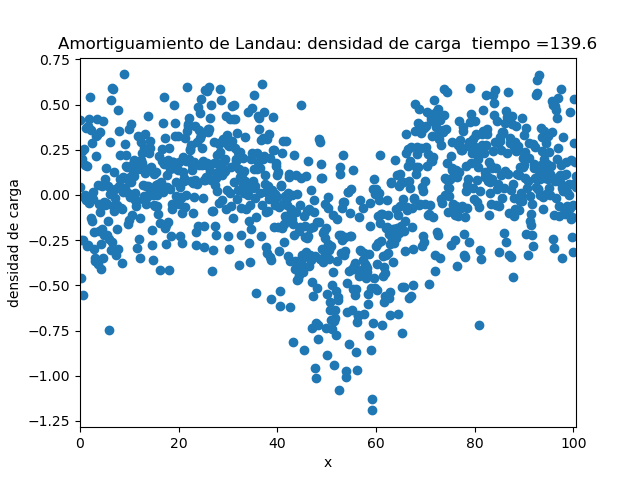 Amortiguamiento de Landau: densidad de carga  tiempo =139.6
0.75
0.50
0.25
0.00
−0.25
−0.50
−0.75
−1.00
−1.25
densidad de carga
0 20 40 60 80 100
x